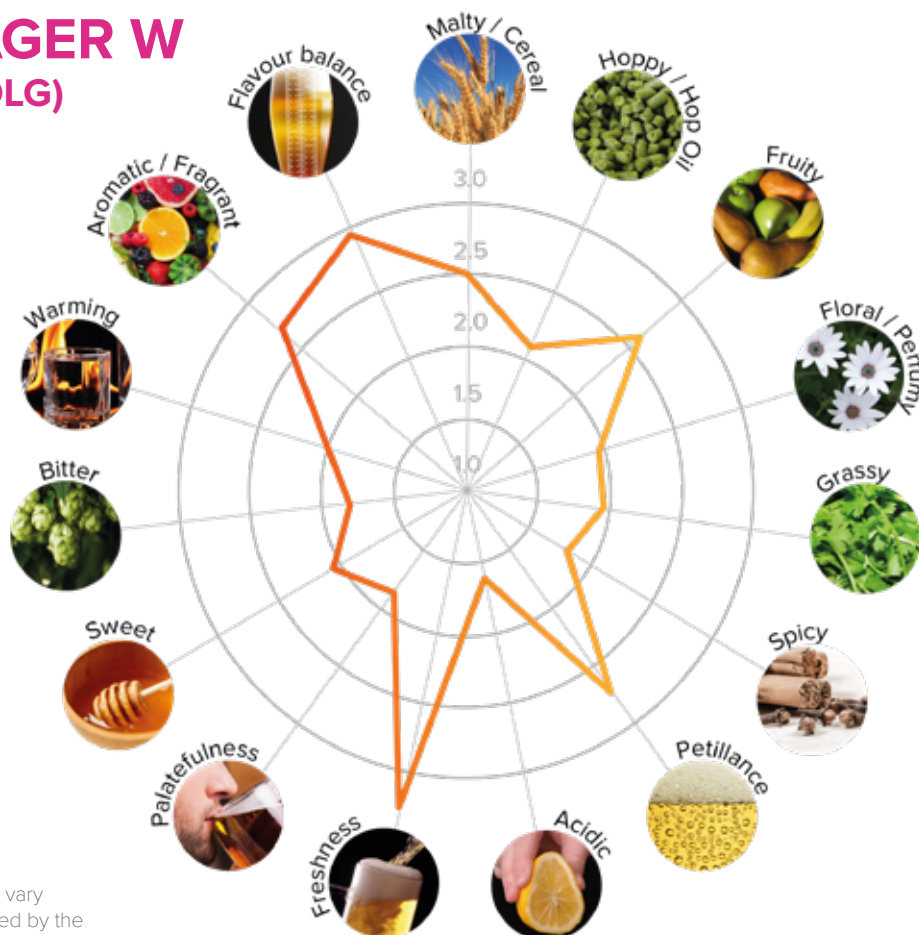 AGER W
OLG)
Malty / Cereal
Hoppy / Hop Oil
Fruity
Floral / Perfumy
Grassy
Spicy
Petillance
Acidic
Freshness
Palatefulness
Sweet
Bitter
Warming
Aromatic / Fragrant
Flavour balance
3.0
2.5
2.0
1.5
1.0
vary
ed by the